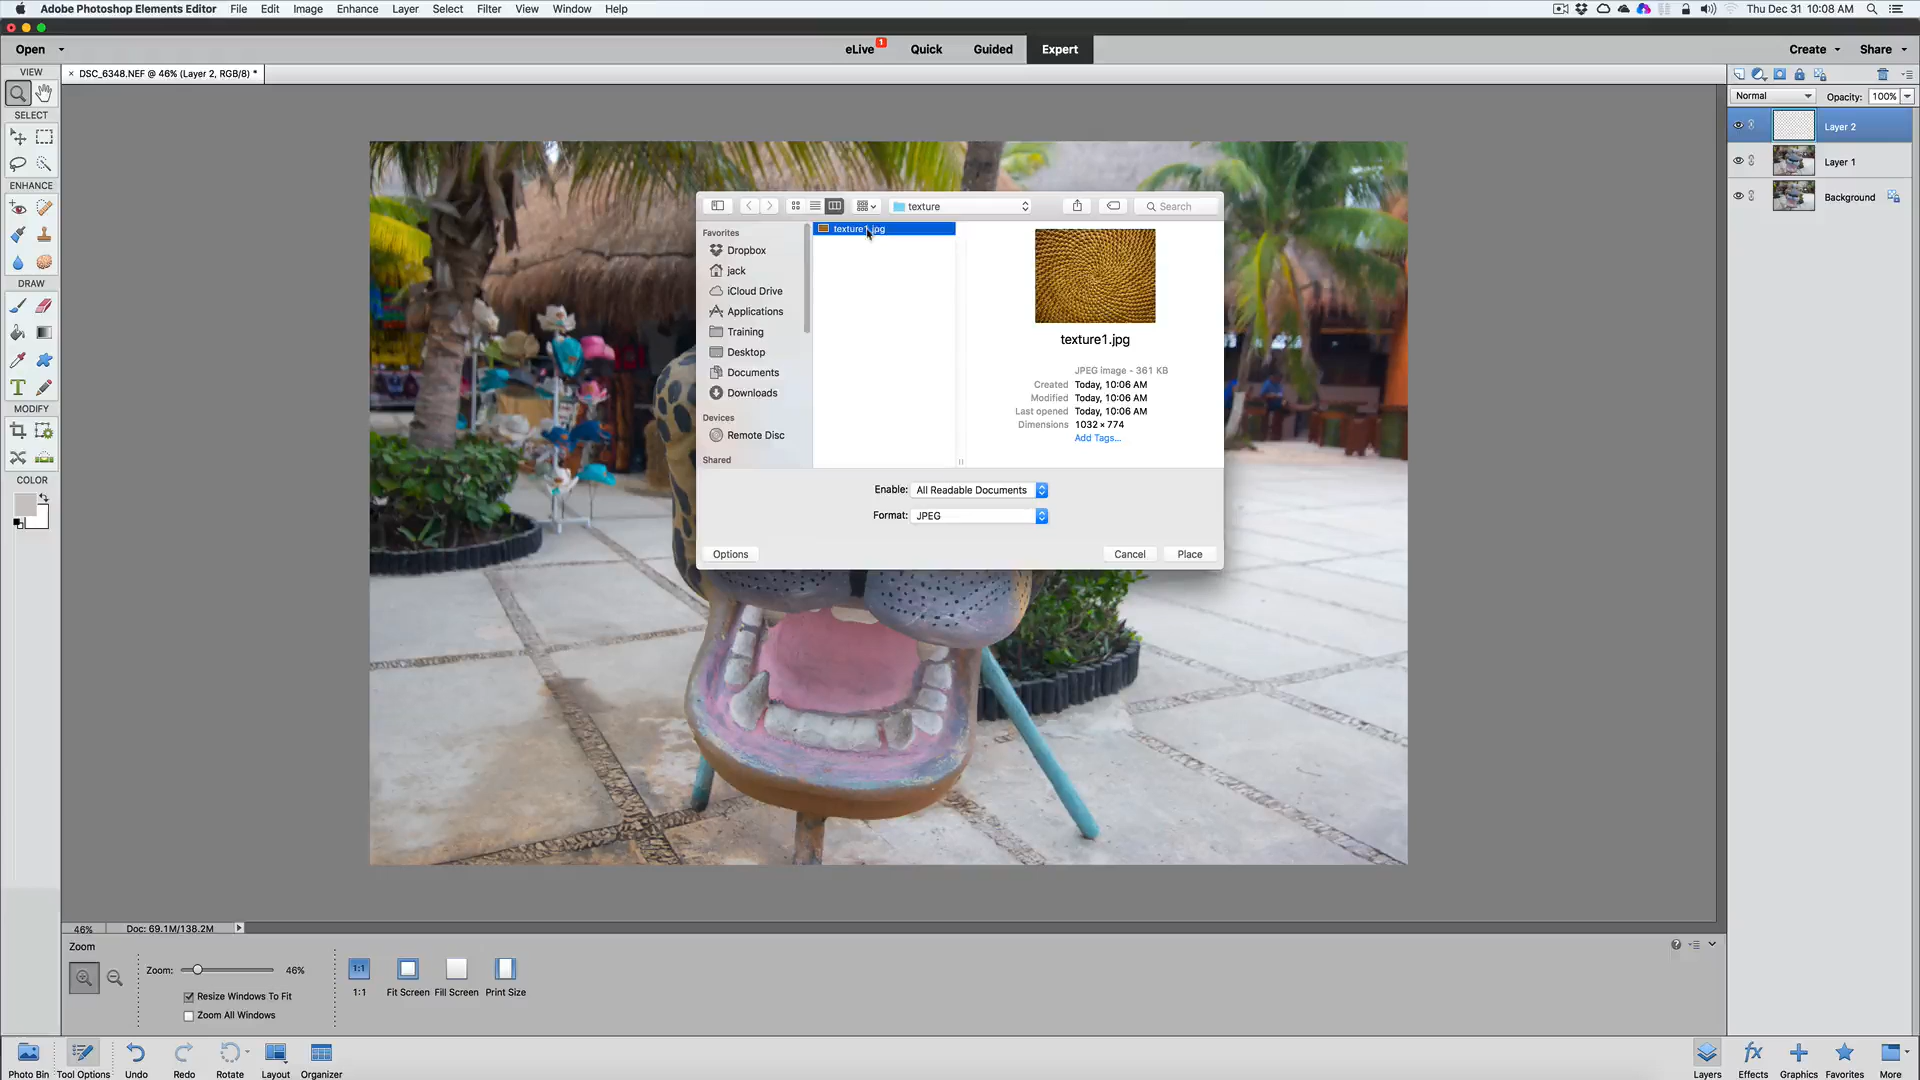 Adobe Photoshop Elements Editor File Edit Image Enhance Layer Select Filter View Window Help Thu Dec 31 10:08 AM
Open eLive 1 Quick Guided Expert Create Share
VIEW
× DSC_6348.NEF @ 46% (Layer 2, RGB/8) *
SELECT
ENHANCE
DRAW
T
MODIFY
COLOR
texture
Search
Favorites
Dropbox
jack
iCloud Drive
Applications
Training
Desktop
Documents
Downloads
Devices
Remote Disc
Shared
texture1.jpg
texture1.jpg
JPEG image - 361 KB
Created Today, 10:06 AM
Modified Today, 10:06 AM
Last opened Today, 10:06 AM
Dimensions 1032 × 774
Add Tags...
Enable: All Readable Documents
Format: JPEG
Options Cancel Place
Normal Opacity: 100%
Layer 2
Layer 1
Background
46% Doc: 69.1M/138.2M
Zoom
Zoom: 46%
Resize Windows To Fit
Zoom All Windows
1:1
1:1 Fit Screen Fill Screen Print Size
Photo Bin Tool Options Undo Redo Rotate Layout Organizer
fx
Layers Effects Graphics Favorites More